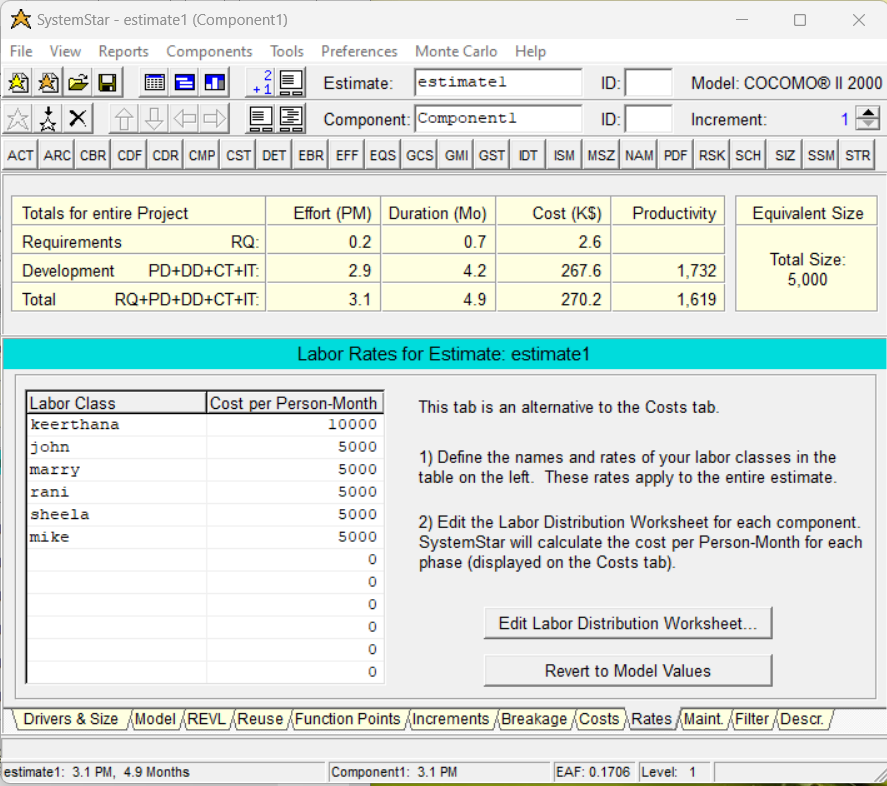 SystemStar - estimate1 (Component1)
File View Reports Components Tools Preferences Monte Carlo Help
2 +1 Estimate: estimate1 ID: Model: COCOMO® II 2000
Component: Component1 ID: Increment: 1
ACT ARC CBR CDF CDR CMP CST DET EBR EFF EQS GCS GMI GST IDT ISM MSZ NAM PDF RSK SCH SIZ SSM STR
Totals for entire Project Effort (PM) Duration (Mo) Cost (K$) Productivity Equivalent Size
Requirements RQ: 0.2 0.7 2.6
Development PD+DD+CT+IT: 2.9 4.2 267.6 1,732 Total Size:
Total RQ+PD+DD+CT+IT: 3.1 4.9 270.2 1,619 5,000
Labor Rates for Estimate: estimate1
Labor Class Cost per Person-Month
keerthana 10000
john 5000
marry 5000
rani 5000
sheela 5000
mike 5000
0
0
0
0
0
0
This tab is an alternative to the Costs tab.
1) Define the names and rates of your labor classes in the
table on the left. These rates apply to the entire estimate.
2) Edit the Labor Distribution Worksheet for each component.
SystemStar will calculate the cost per Person-Month for each
phase (displayed on the Costs tab).
Edit Labor Distribution Worksheet...
Revert to Model Values
Drivers & Size Model REVL Reuse Function Points Increments Breakage Costs Rates Maint. Filter Descr.
estimate1: 3.1 PM, 4.9 Months Component1: 3.1 PM EAF: 0.1706 Level: 1